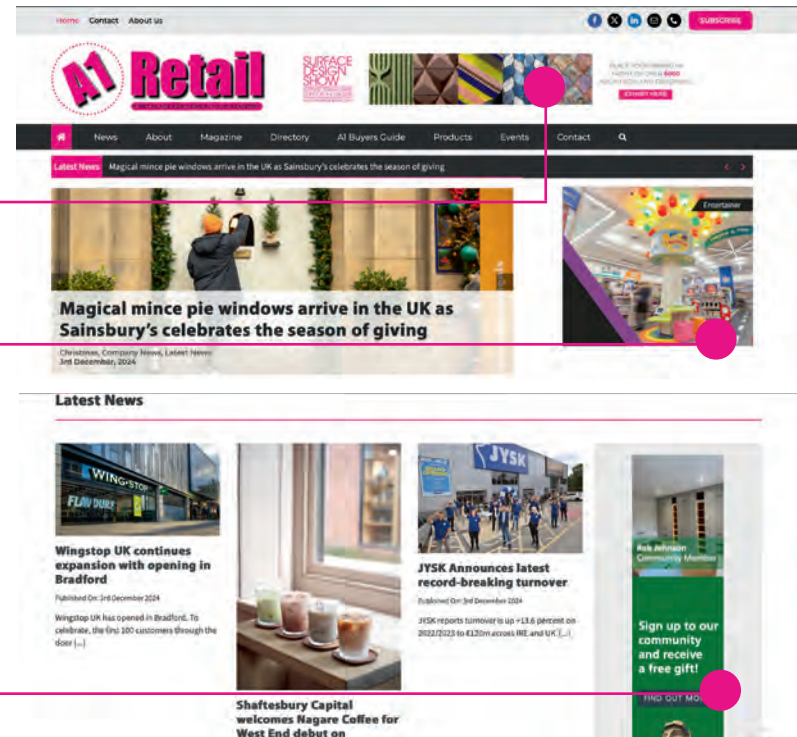 Home Contact About us
SUBSCRIBE
A1 Retail
SURFACE
DESIGN
SHOW
News About Magazine Directory A1 Buyers Guide Products Events Contact
Latest News Magical mince pie windows arrive in the UK as Sainsbury's celebrates the season of giving
Entertainer
Magical mince pie windows arrive in the UK as
Sainsbury's celebrates the season of giving
Christmas, Company News, Latest News
3rd December, 2024
Latest News
WING·STOP
JYSK
Wingstop UK continues
expansion with opening in
Bradford
Published On: 3rd December 2024
Wingstop UK has opened in Bradford. To
celebrate, the first 100 customers through the
door [...]
Shaftesbury Capital
welcomes Nagare Coffee for
West End debut on
JYSK Announces latest
record-breaking turnover
Published On: 3rd December 2024
JYSK reports turnover is up +13.6 percent on
2022/2023 to £120m across IRE and UK [...]
Rob Johnson
Community Member
Sign up to our
community
and receive
a free gift!
FIND OUT